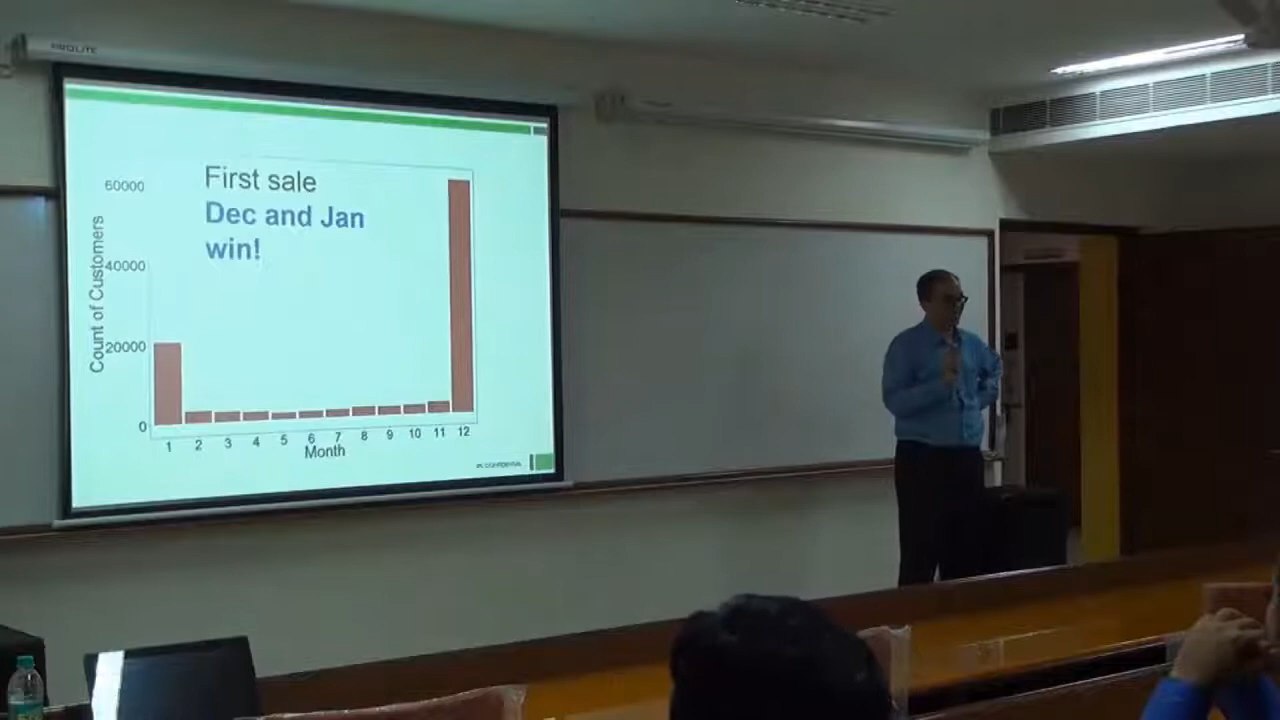 First sale
Dec and Jan
win!
60000
40000
20000
0
Count of Customers
1 2 3 4 5 6 7 8 9 10 11 12
Month